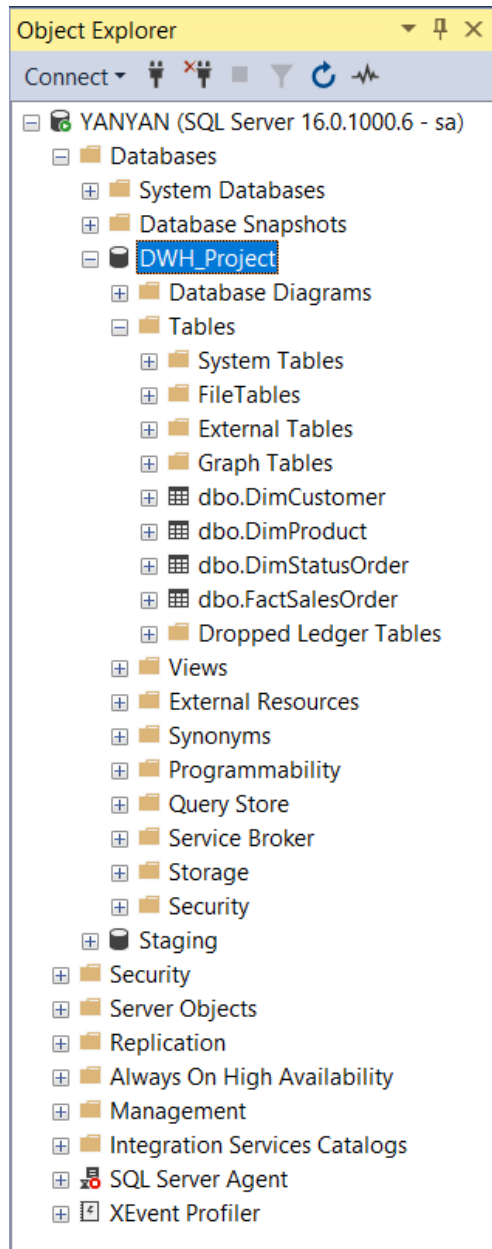 Object Explorer
Connect
YANYAN (SQL Server 16.0.1000.6 - sa)
Databases
System Databases
Database Snapshots
DWH_Project
Database Diagrams
Tables
System Tables
FileTables
External Tables
Graph Tables
dbo.DimCustomer
dbo.DimProduct
dbo.DimStatusOrder
dbo.FactSalesOrder
Dropped Ledger Tables
Views
External Resources
Synonyms
Programmability
Query Store
Service Broker
Storage
Security
Staging
Security
Server Objects
Replication
Always On High Availability
Management
Integration Services Catalogs
SQL Server Agent
XEvent Profiler